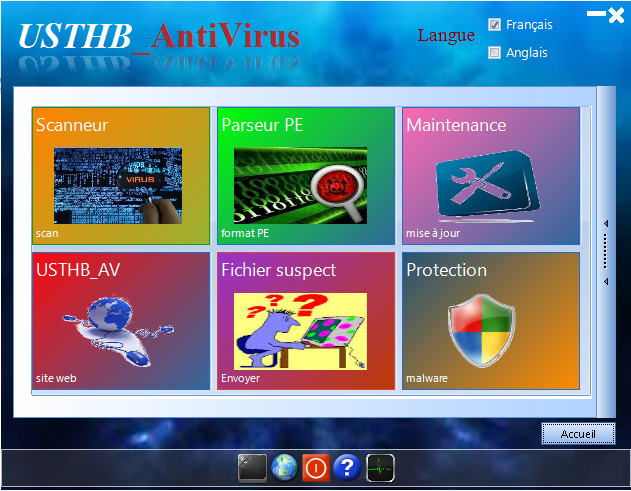 USTHB_AntiVirus
Langue
Français
Anglais
Scanneur
VIRUS
scan
Parseur PE
format PE
Maintenance
mise à jour
USTHB_AV
site web
Fichier suspect
???
Envoyer
Protection
malware
Accueil
?